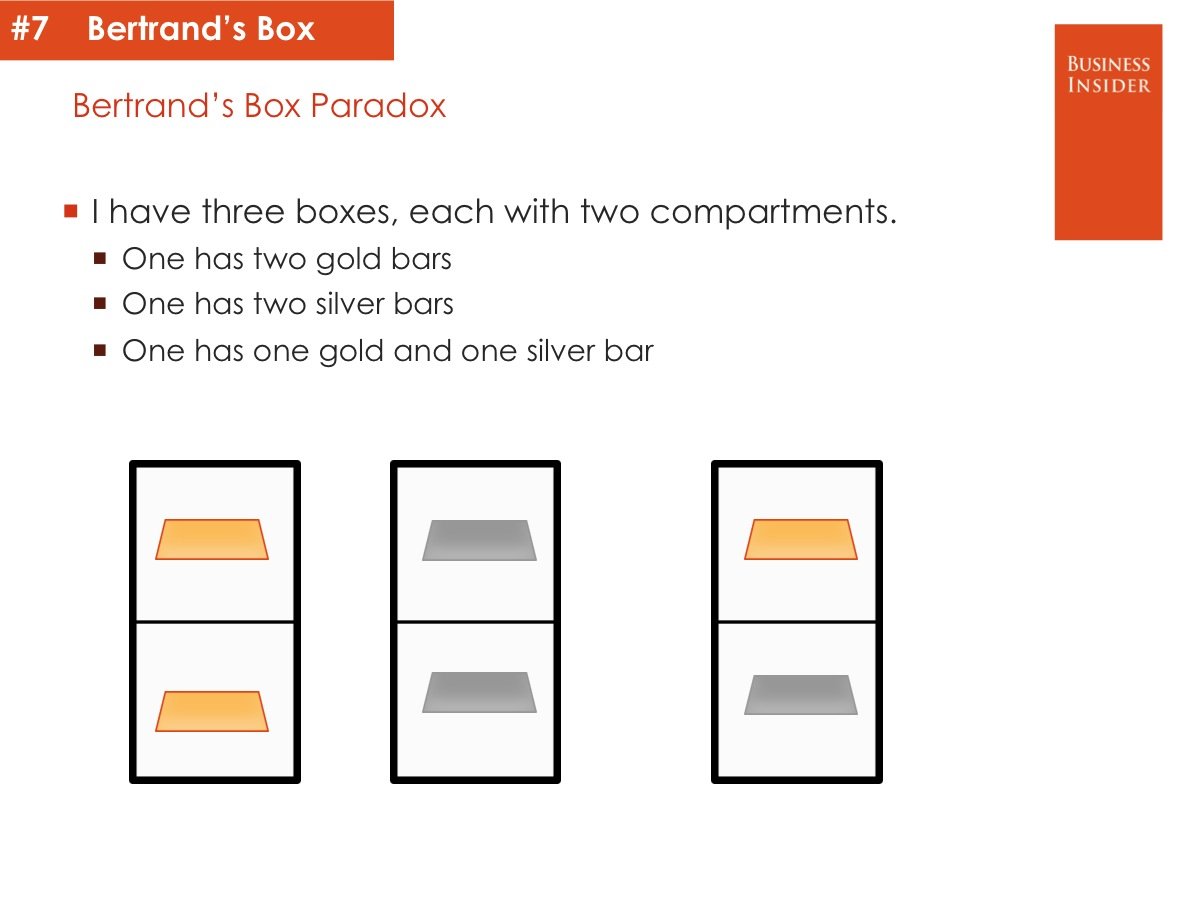 #7 Bertrand’s Box
BUSINESS
INSIDER
Bertrand’s Box Paradox
I have three boxes, each with two compartments.
One has two gold bars
One has two silver bars
One has one gold and one silver bar